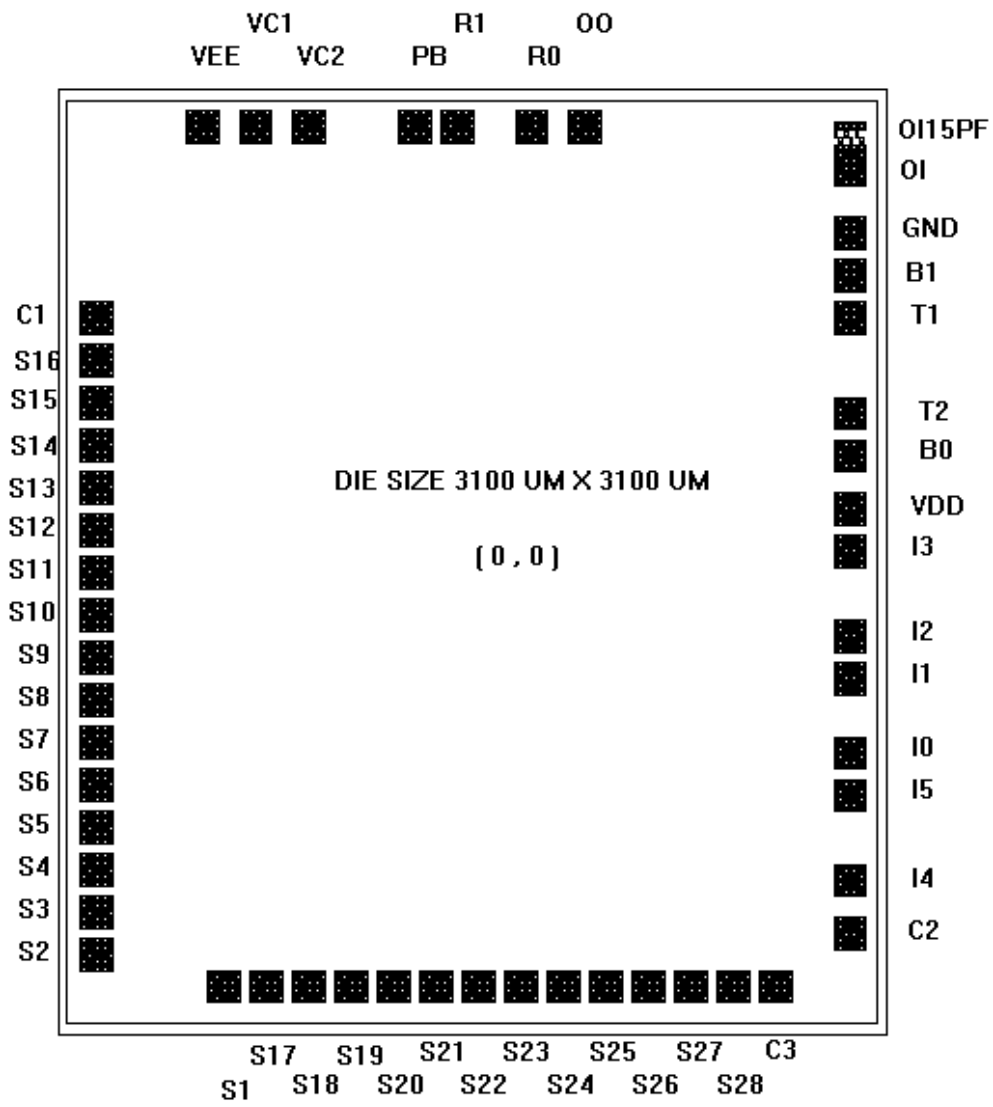 VC1 R1 OO
VEE VC2 PB R0
OI15PF
OI
GND
B1
C1 T1
S16
S15 T2
S14 B0
DIE SIZE 3100 UM X 3100 UM
S13
S12 VDD
(0,0) I3
S11
S10 I2
S9 I1
S8
S7 I0
S6 I5
S5
S4 I4
S3 C2
S2
S17 S19 S21 S23 S25 S27 C3
S1 S18 S20 S22 S24 S26 S28